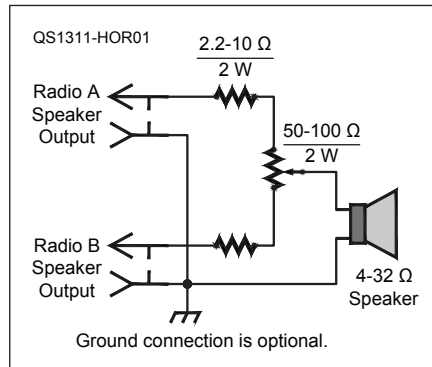 QS1311-HOR01
2.2-10 Ω
2 W
Radio A
Speaker
Output
50-100 Ω
2 W
Radio B
Speaker
Output
4-32 Ω
Speaker
Ground connection is optional.